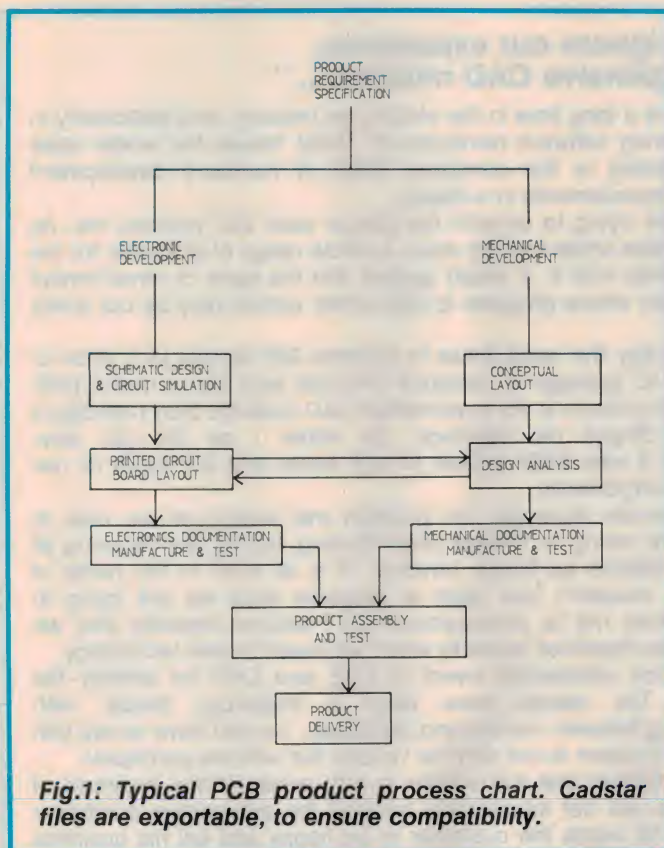 PRODUCT
REQUIREMENT
SPECIFICATION
ELECTRONIC
DEVELOPMENT
MECHANICAL
DEVELOPMENT
SCHEMATIC DESIGN
& CIRCUIT SIMULATION
CONCEPTUAL
LAYOUT
PRINTED CIRCUIT
BOARD LAYOUT
DESIGN ANALYSIS
ELECTRONICS DOCUMENTATION
MANUFACTURE & TEST
MECHANICAL DOCUMENTATION
MANUFACTURE & TEST
PRODUCT ASSEMBLY
AND TEST
PRODUCT
DELIVERY
Fig.1: Typical PCB product process chart. Cadstar
files are exportable, to ensure compatibility.